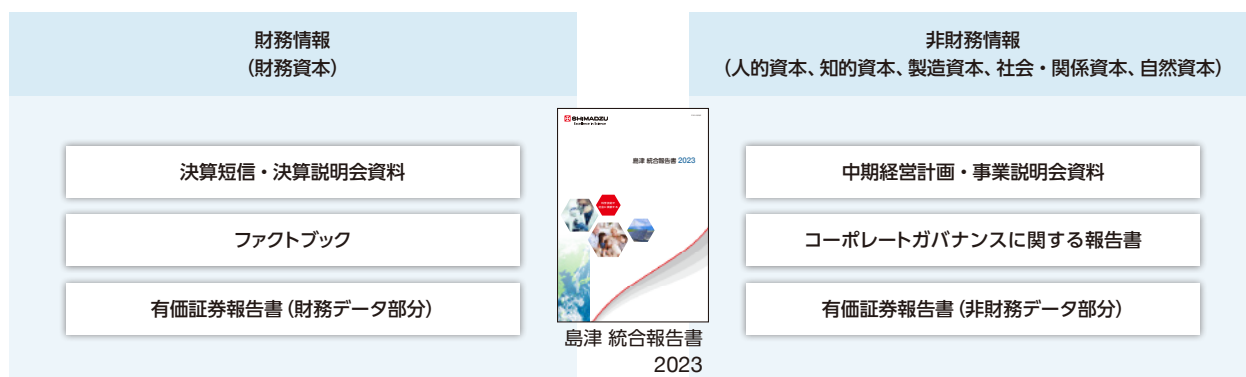 財務情報
(財務資本)
決算短信・決算説明会資料
ファクトブック
有価証券報告書(財務データ部分)
SHIMADZU
Excellence in Science
島津 統合報告書 2023
島津 統合報告書
2023
非財務情報
(人的資本、知的資本、製造資本、社会・関係資本、自然資本)
中期経営計画・事業説明会資料
コーポレートガバナンスに関する報告書
有価証券報告書(非財務データ部分)